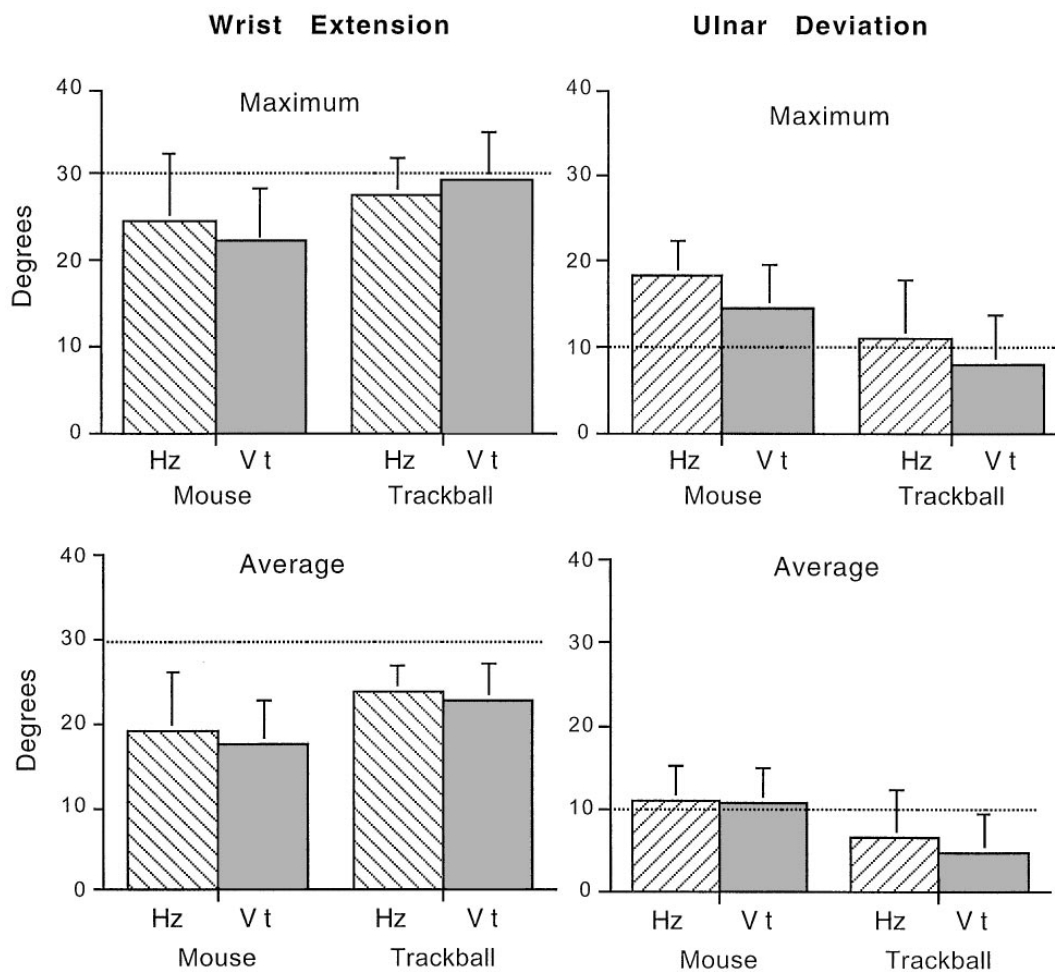 Wrist Extension
Ulnar Deviation
Maximum
Degrees
40
30
20
10
0
Hz
V t
Hz
V t
Mouse
Trackball
Maximum
40
30
20
10
0
Hz
V t
Hz
V t
Mouse
Trackball
Average
Degrees
40
30
20
10
0
Hz
V t
Hz
V t
Mouse
Trackball
Average
40
30
20
10
0
Hz
V t
Hz
V t
Mouse
Trackball